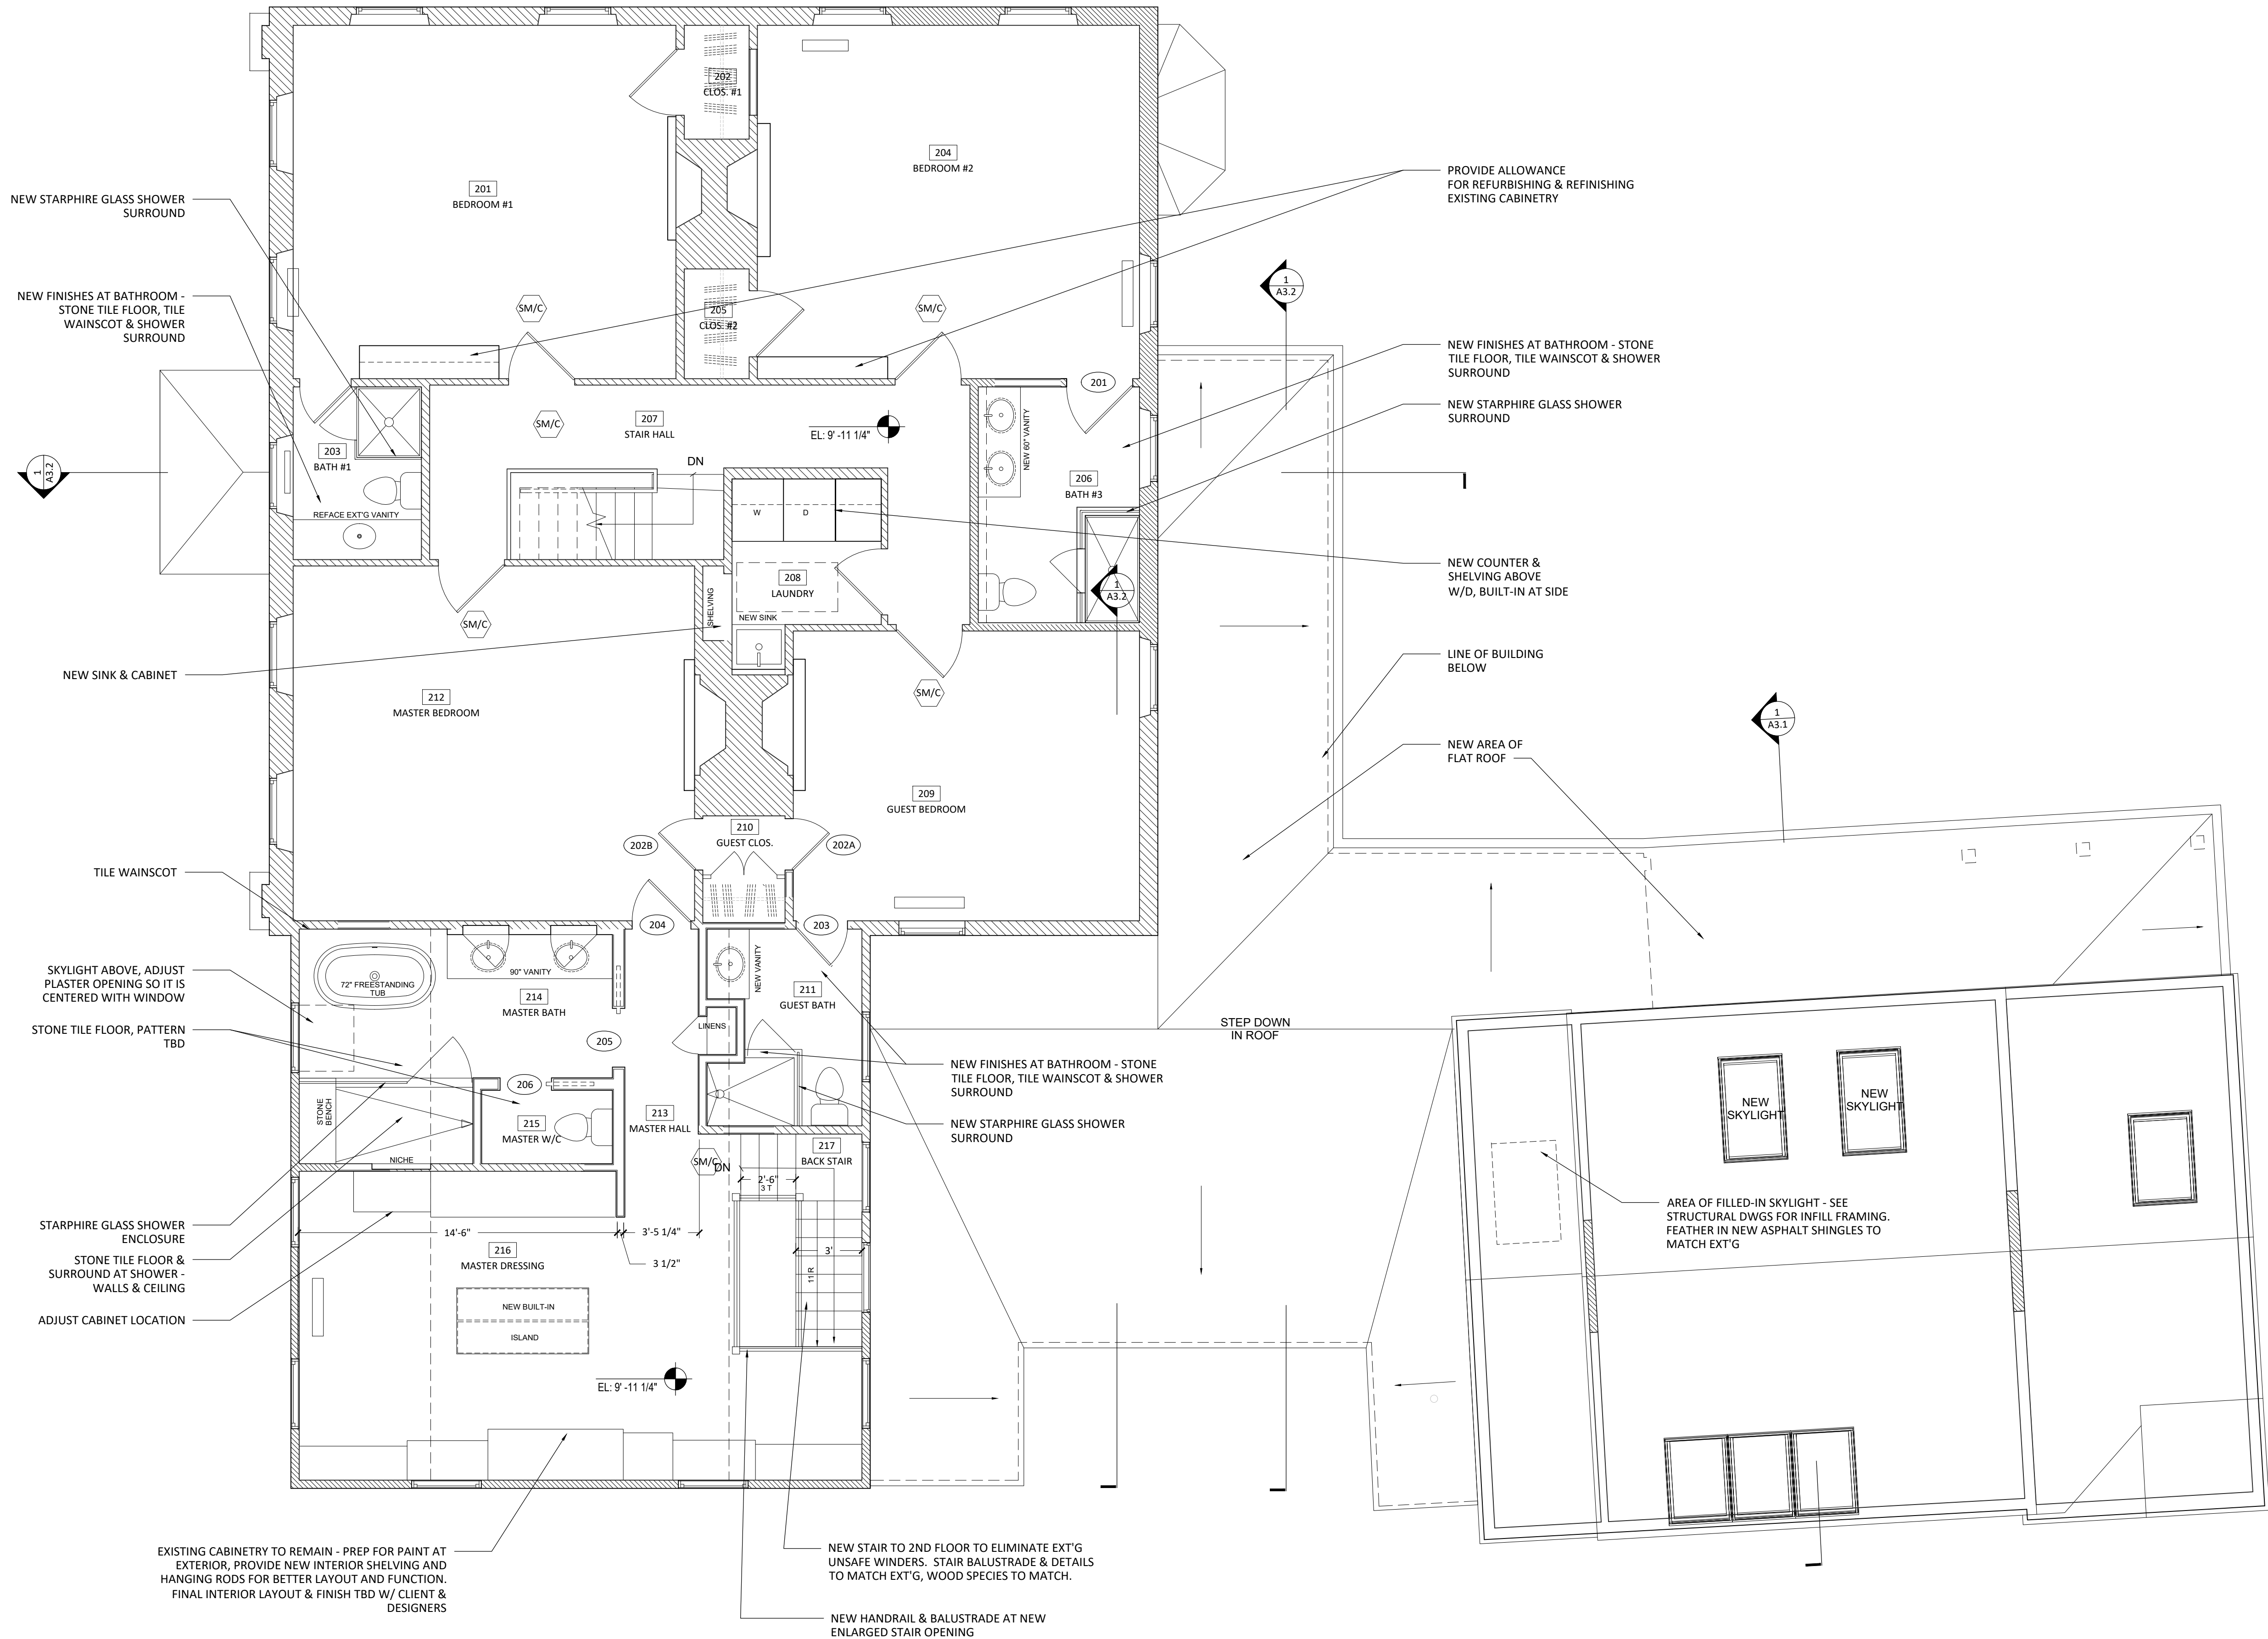 202
CLOS. #1
204
BEDROOM #2
201
BEDROOM #1
PROVIDE ALLOWANCE
FOR REFURBISHING & REFINISHING
EXISTING CABINETRY
NEW STARPHIRE GLASS SHOWER
SURROUND
NEW FINISHES AT BATHROOM -
STONE TILE FLOOR, TILE
WAINSCOT & SHOWER
SURROUND
SM/C
205
CLOS. #2
SM/C
1
A3.2
NEW FINISHES AT BATHROOM - STONE
TILE FLOOR, TILE WAINSCOT & SHOWER
SURROUND
201
NEW STARPHIRE GLASS SHOWER
SURROUND
SM/C
207
STAIR HALL
EL: 9' -11 1/4"
NEW 60" VANITY
203
BATH #1
1
A3.2
DN
206
BATH #3
REFACE EXT'G VANITY
W
D
NEW COUNTER &
SHELVING ABOVE
W/D, BUILT-IN AT SIDE
208
LAUNDRY
1
A3.2
SHELVING
NEW SINK
SM/C
LINE OF BUILDING
BELOW
NEW SINK & CABINET
212
MASTER BEDROOM
SM/C
1
A3.1
NEW AREA OF
FLAT ROOF
209
GUEST BEDROOM
210
GUEST CLOS.
202B
202A
TILE WAINSCOT
204
203
SKYLIGHT ABOVE, ADJUST
PLASTER OPENING SO IT IS
CENTERED WITH WINDOW
72" FREESTANDING
TUB
90" VANITY
NEW VANITY
214
MASTER BATH
211
GUEST BATH
STONE TILE FLOOR, PATTERN
TBD
LINENS
205
STEP DOWN
IN ROOF
NEW FINISHES AT BATHROOM - STONE
TILE FLOOR, TILE WAINSCOT & SHOWER
SURROUND
206
STONE
BENCH
215
MASTER W/C
213
MASTER HALL
NEW STARPHIRE GLASS SHOWER
SURROUND
NEW
SKYLIGHT
NEW
SKYLIGHT
217
BACK STAIR
NICHE
SM/C
DN
2'-6"
3 T
AREA OF FILLED-IN SKYLIGHT - SEE
STRUCTURAL DWGS FOR INFILL FRAMING.
FEATHER IN NEW ASPHALT SHINGLES TO
MATCH EXT'G
STARPHIRE GLASS SHOWER
ENCLOSURE
14'-6"
3'-5 1/4"
3 1/2"
3'
11 R
216
MASTER DRESSING
STONE TILE FLOOR &
SURROUND AT SHOWER -
WALLS & CEILING
ADJUST CABINET LOCATION
NEW BUILT-IN
ISLAND
EL: 9' -11 1/4"
EXISTING CABINETRY TO REMAIN - PREP FOR PAINT AT
EXTERIOR, PROVIDE NEW INTERIOR SHELVING AND
HANGING RODS FOR BETTER LAYOUT AND FUNCTION.
FINAL INTERIOR LAYOUT & FINISH TBD W/ CLIENT &
DESIGNERS
NEW STAIR TO 2ND FLOOR TO ELIMINATE EXT'G
UNSAFE WINDERS.  STAIR BALUSTRADE & DETAILS
TO MATCH EXT'G, WOOD SPECIES TO MATCH.
NEW HANDRAIL & BALUSTRADE AT NEW
ENLARGED STAIR OPENING